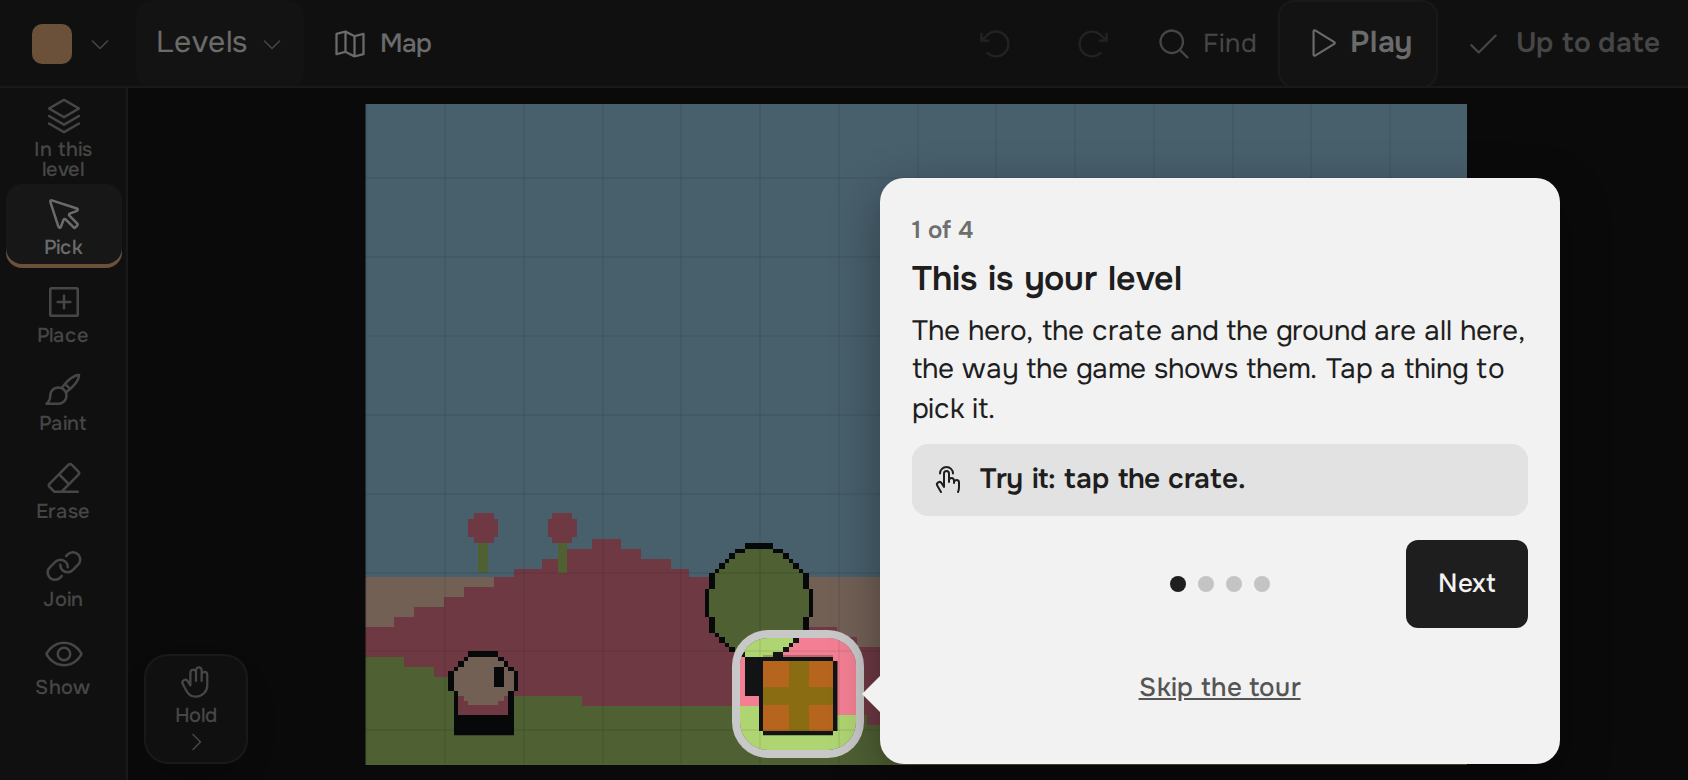 Levels
Map
Find
Play
Up to date
In this
level
Pick
Place
Paint
Erase
Join
Show
Hold
1 of 4
This is your level
The hero, the crate and the ground are all here,
the way the game shows them. Tap a thing to
pick it.
Try it: tap the crate.
Next
Skip the tour